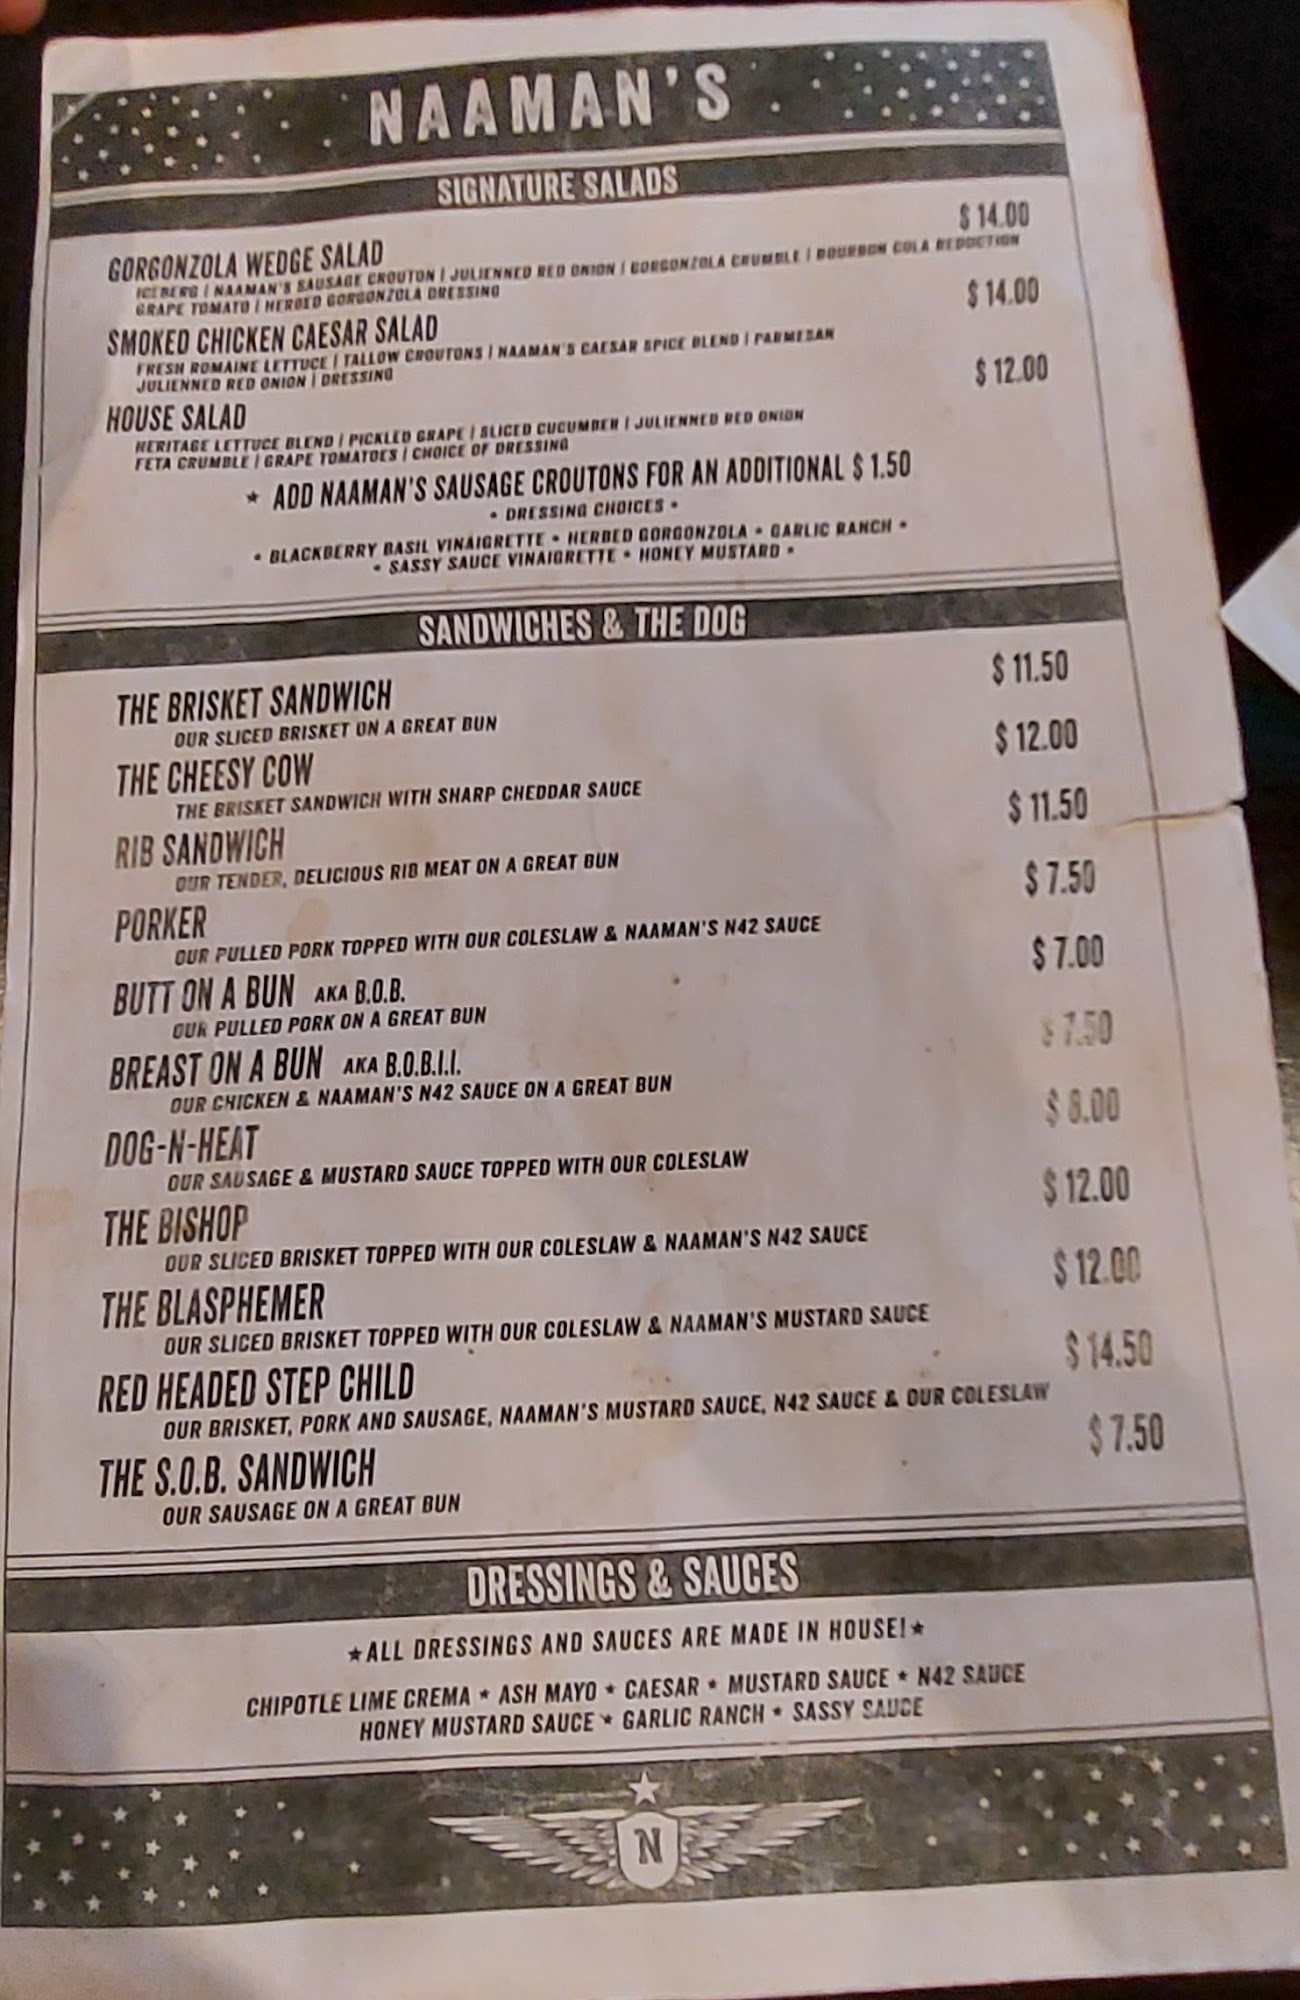 NAAMAN'S
SIGNATURE SALADS
GORGONZOLA WEDGE SALAD $ 14.00
ICEBERG | NAAMAN'S SAUSAGE CROUTON | JULIENNED RED ONION | GORGONZOLA CRUMBLE | BOURBON COLA REDUCTION
GRAPE TOMATO | HERBED GORGONZOLA DRESSING
SMOKED CHICKEN CAESAR SALAD $ 14.00
FRESH ROMAINE LETTUCE | TALLOW CROUTONS | NAAMAN'S CAESAR SPICE BLEND | PARMESAN
JULIENNED RED ONION | DRESSING
HOUSE SALAD $ 12.00
HERITAGE LETTUCE BLEND | PICKLED GRAPE | SLICED CUCUMBER | JULIENNED RED ONION
FETA CRUMBLE | GRAPE TOMATOES | CHOICE OF DRESSING
★ ADD NAAMAN'S SAUSAGE CROUTONS FOR AN ADDITIONAL $ 1.50
• DRESSING CHOICES •
• BLACKBERRY BASIL VINAIGRETTE • HERBED GORGONZOLA • GARLIC RANCH •
• SASSY SAUCE VINAIGRETTE • HONEY MUSTARD •
SANDWICHES & THE DOG
THE BRISKET SANDWICH $ 11.50
OUR SLICED BRISKET ON A GREAT BUN
THE CHEESY COW $ 12.00
THE BRISKET SANDWICH WITH SHARP CHEDDAR SAUCE
RIB SANDWICH $ 11.50
OUR TENDER, DELICIOUS RIB MEAT ON A GREAT BUN
PORKER $ 7.50
OUR PULLED PORK TOPPED WITH OUR COLESLAW & NAAMAN'S N42 SAUCE
BUTT ON A BUN AKA B.O.B. $ 7.00
OUR PULLED PORK ON A GREAT BUN
BREAST ON A BUN AKA B.O.B.I.I. $ 7.50
OUR CHICKEN & NAAMAN'S N42 SAUCE ON A GREAT BUN
DOG-N-HEAT $ 8.00
OUR SAUSAGE & MUSTARD SAUCE TOPPED WITH OUR COLESLAW
THE BISHOP $ 12.00
OUR SLICED BRISKET TOPPED WITH OUR COLESLAW & NAAMAN'S N42 SAUCE
THE BLASPHEMER $ 12.00
OUR SLICED BRISKET TOPPED WITH OUR COLESLAW & NAAMAN'S MUSTARD SAUCE
RED HEADED STEP CHILD $ 14.50
OUR BRISKET, PORK AND SAUSAGE, NAAMAN'S MUSTARD SAUCE, N42 SAUCE & OUR COLESLAW
THE S.O.B. SANDWICH $ 7.50
OUR SAUSAGE ON A GREAT BUN
DRESSINGS & SAUCES
★ALL DRESSINGS AND SAUCES ARE MADE IN HOUSE!★
CHIPOTLE LIME CREMA ★ ASH MAYO ★ CAESAR ★ MUSTARD SAUCE ★ N42 SAUCE
HONEY MUSTARD SAUCE ★ GARLIC RANCH ★ SASSY SAUCE
N